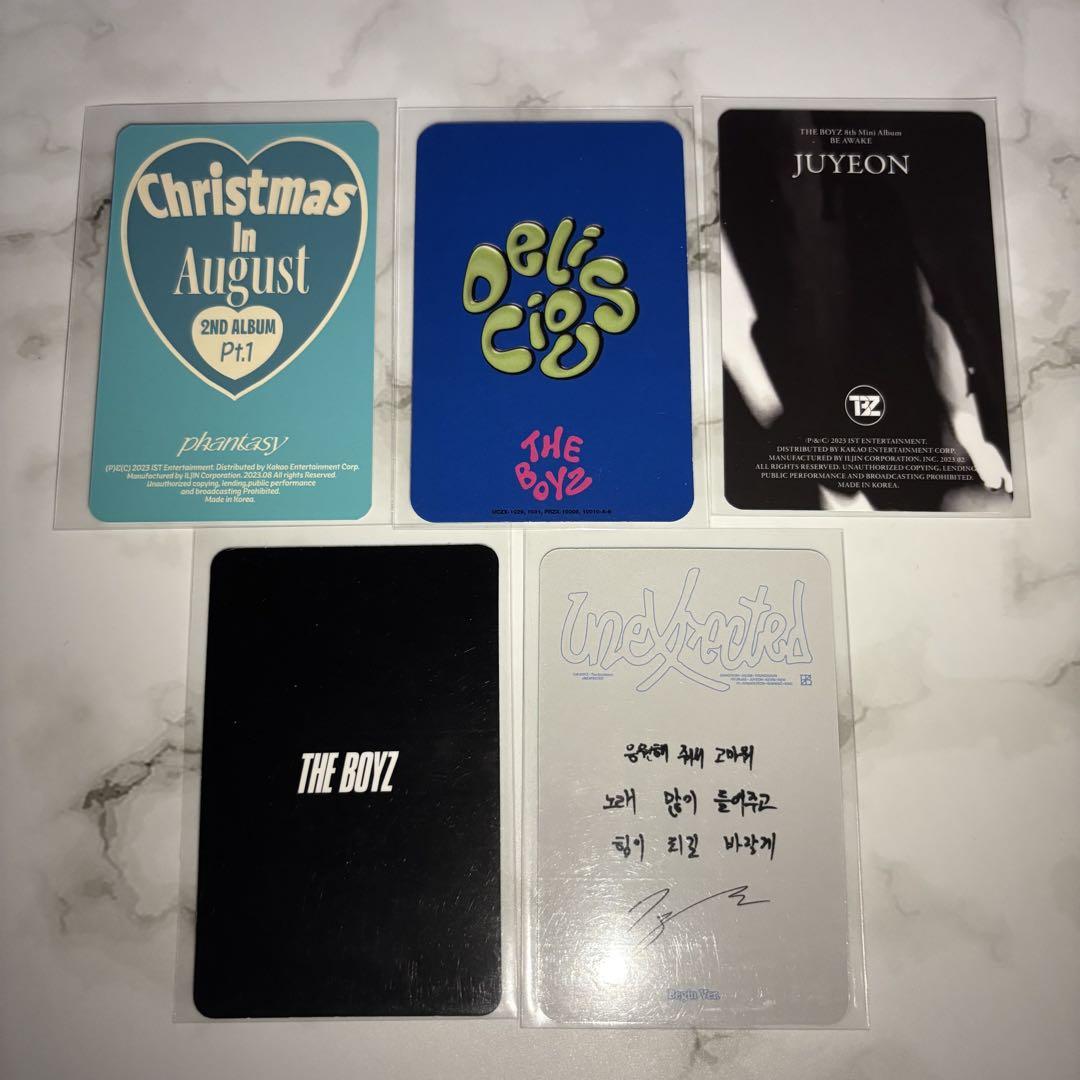 Christmas
In
August
2ND ALBUM
Pt.1
phantasy
(P)&(C) 2023 IST Entertainment. Distributed by Kakao Entertainment Corp.
Manufactured by ILJIN Corporation. 2023.08 All rights Reserved.
Unauthorized copying, lending,public performance
and broadcasting Prohibited.
Made in Korea.
Deli
Ciou
S
THE
BOYZ
THE BOYZ 8th Mini Album
BE AWAKE
JUYEON
TBZ
(P)&(C) 2023 IST ENTERTAINMENT.
DISTRIBUTED BY KAKAO ENTERTAINMENT CORP.
MANUFACTURED BY ILJIN CORPORATION, INC. 2023.02
ALL RIGHTS RESERVED. UNAUTHORIZED COPYING, LENDING
PUBLIC PERFORMANCE AND BROADCASTING PROHIBITED.
MADE IN KOREA.
THE BOYZ
Unexpected
응원해 줘서 고마워
노래 많이 들어주고
힘이 되길 바랄게
Begin Ver.